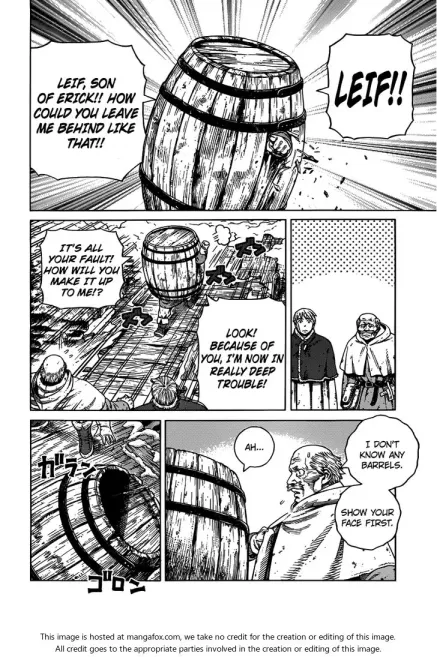 LEIF!!
LEIF, SON
OF ERICK!! HOW
COULD YOU LEAVE
ME BEHIND LIKE
THAT!!
IT'S ALL
YOUR FAULT!
HOW WILL YOU
MAKE IT UP
TO ME!?
LOOK!
BECAUSE OF
YOU, I'M NOW IN
REALLY DEEP
TROUBLE!
I DON'T
KNOW ANY
BARRELS.
SHOW YOUR
FACE FIRST.
AH...
ガラン
ゴロン
This image is hosted at mangafox.com, we take no credit for the creation or editing of this image.
All credit goes to the appropriate parties involved in the creation or editing of this image.